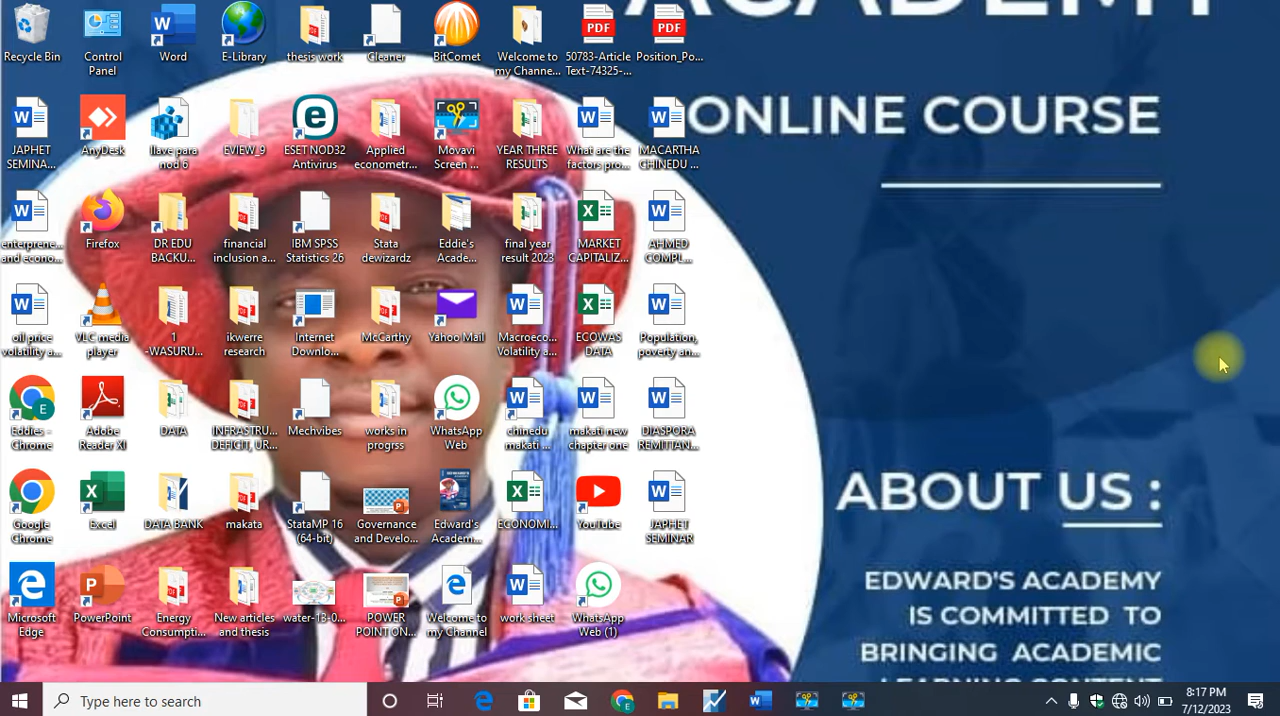 ACADEMY
ONLINE COURSE
ABOUT US :
EDWARD'S ACADEMY
IS COMMITTED TO
BRINGING ACADEMIC
LEARNING CONTENT
Recycle Bin
Control
Panel
Word
E-Library
thesis work
Cleaner
BitComet
Welcome to
my Channe...
50783-Article
Text-74325-...
Position_Po...
JAPHET
SEMINA...
AnyDesk
llave para
nod 6
EVIEW_9
ESET NOD32
Antivirus
Applied
econometr...
Movavi
Screen ...
YEAR THREE
RESULTS
What are the
factors pro...
MACARTHA
CHINEDU ...
enterprene...
and econo...
Firefox
DR EDU
BACKU...
financial
inclusion a...
IBM SPSS
Statistics 26
Stata
dewizardz
Eddie's
Acade...
final year
result 2023
MARKET
CAPITALIZ...
AHMED
COMPL...
oil price
volatility a...
VLC media
player
1
-WASURU...
ikwerre
research
Internet
Downlo...
McCarthy
Yahoo Mail
Macroeco...
Volatility a...
ECOWAS
DATA
Population,
poverty an...
Eddies -
Chrome
Adobe
Reader XI
DATA
INFRASTRU...
DEFICIT, UR...
Mechvibes
works in
progrss
WhatsApp
Web
chinedu
makati ...
makati new
chapter one
DIASPORA
REMITTAN...
Google
Chrome
Excel
DATA BANK
makata
StataMP 16
(64-bit)
Governance
and Develo...
Edward's
Academ...
ECONOMI...
YouTube
JAPHET
SEMINAR
Microsoft
Edge
PowerPoint
Energy
Consumpti...
New articles
and thesis
water-13-0...
POWER
POINT ON...
Welcome to
my Channel
work sheet
WhatsApp
Web (1)
Type here to search
8:17 PM
7/12/2023